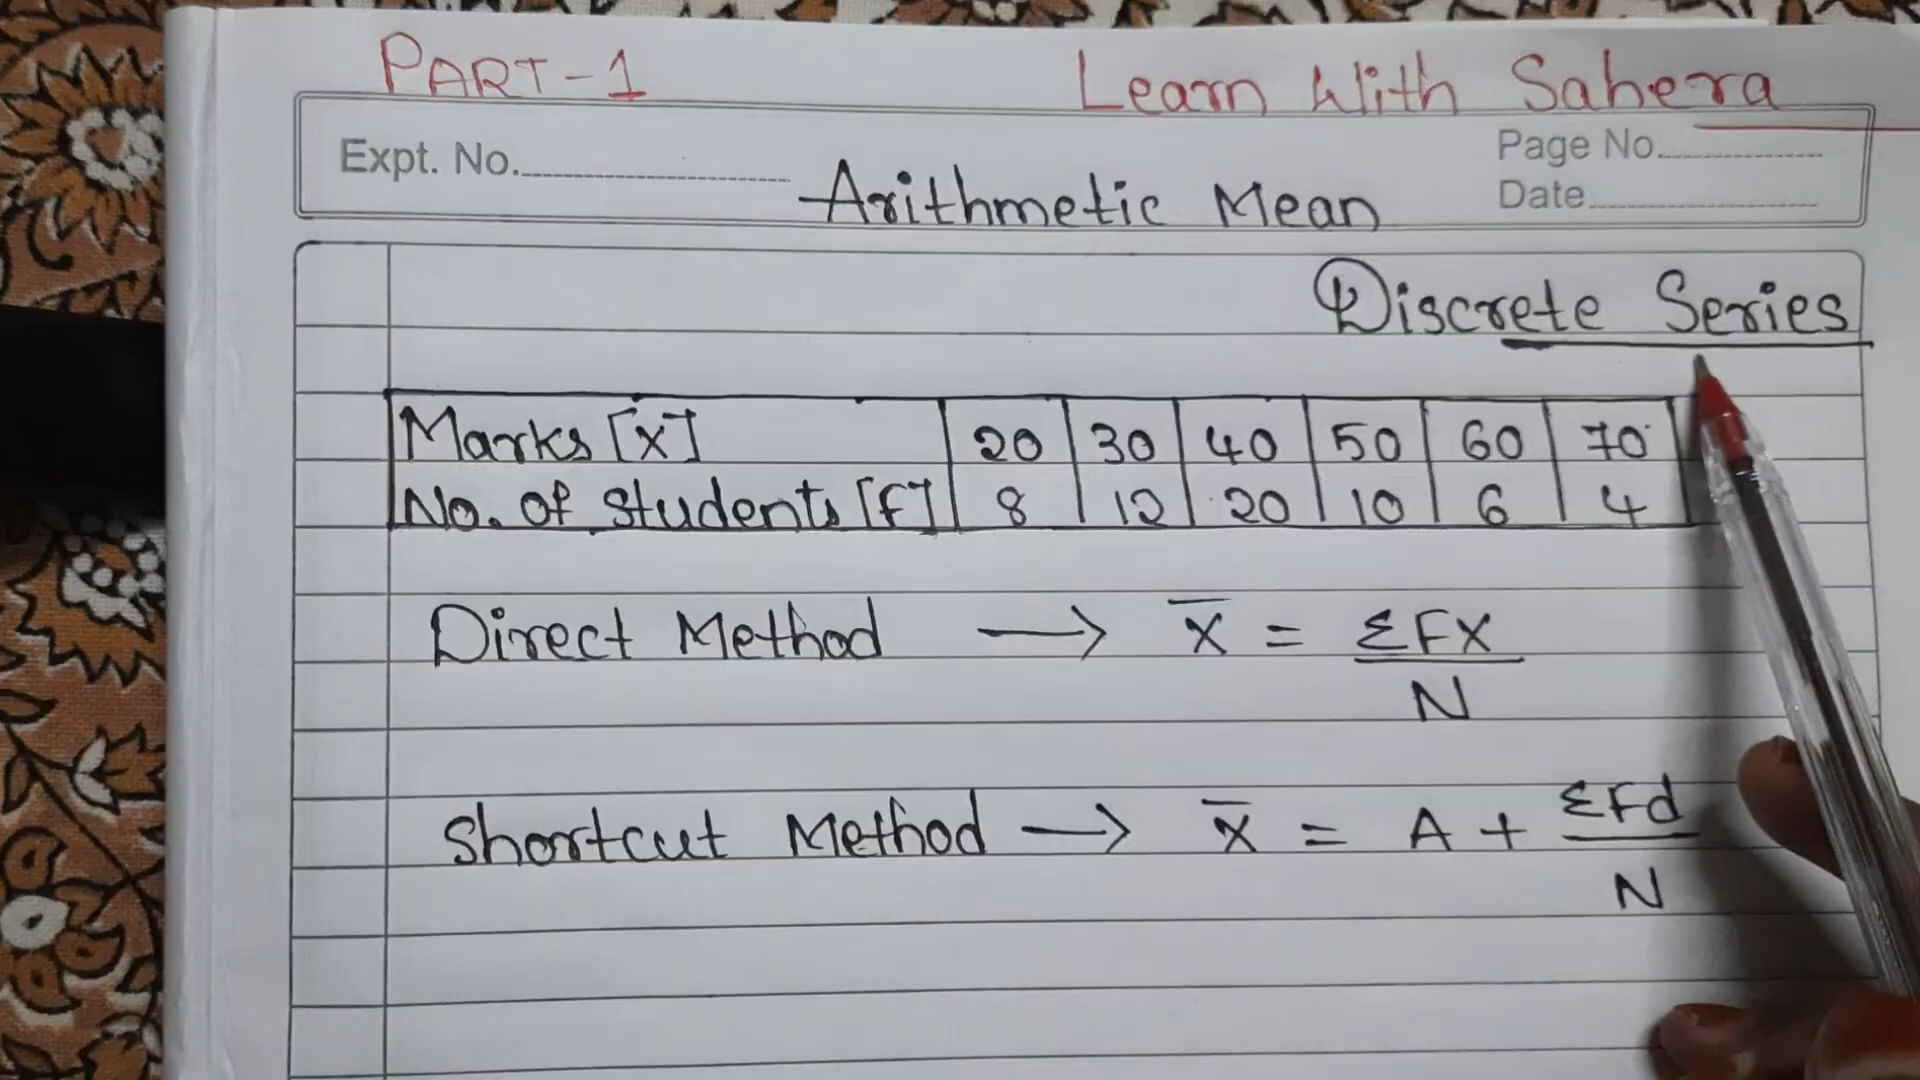 PART-1 Learn With Sahera
Expt. No. Page No.
Arithmetic Mean
Date
Discrete Series
Marks [X] 20 30 40 50 60 70
No. of students [F] 8 12 20 10 6 4
Direct Method → X̄ = ΣFX / N
Shortcut Method → X̄ = A + ΣFd / N